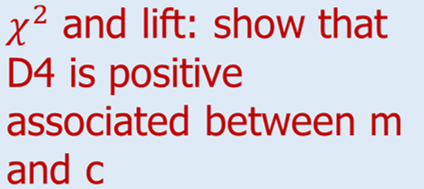 χ² and lift: show that
D4 is positive
associated between m
and c